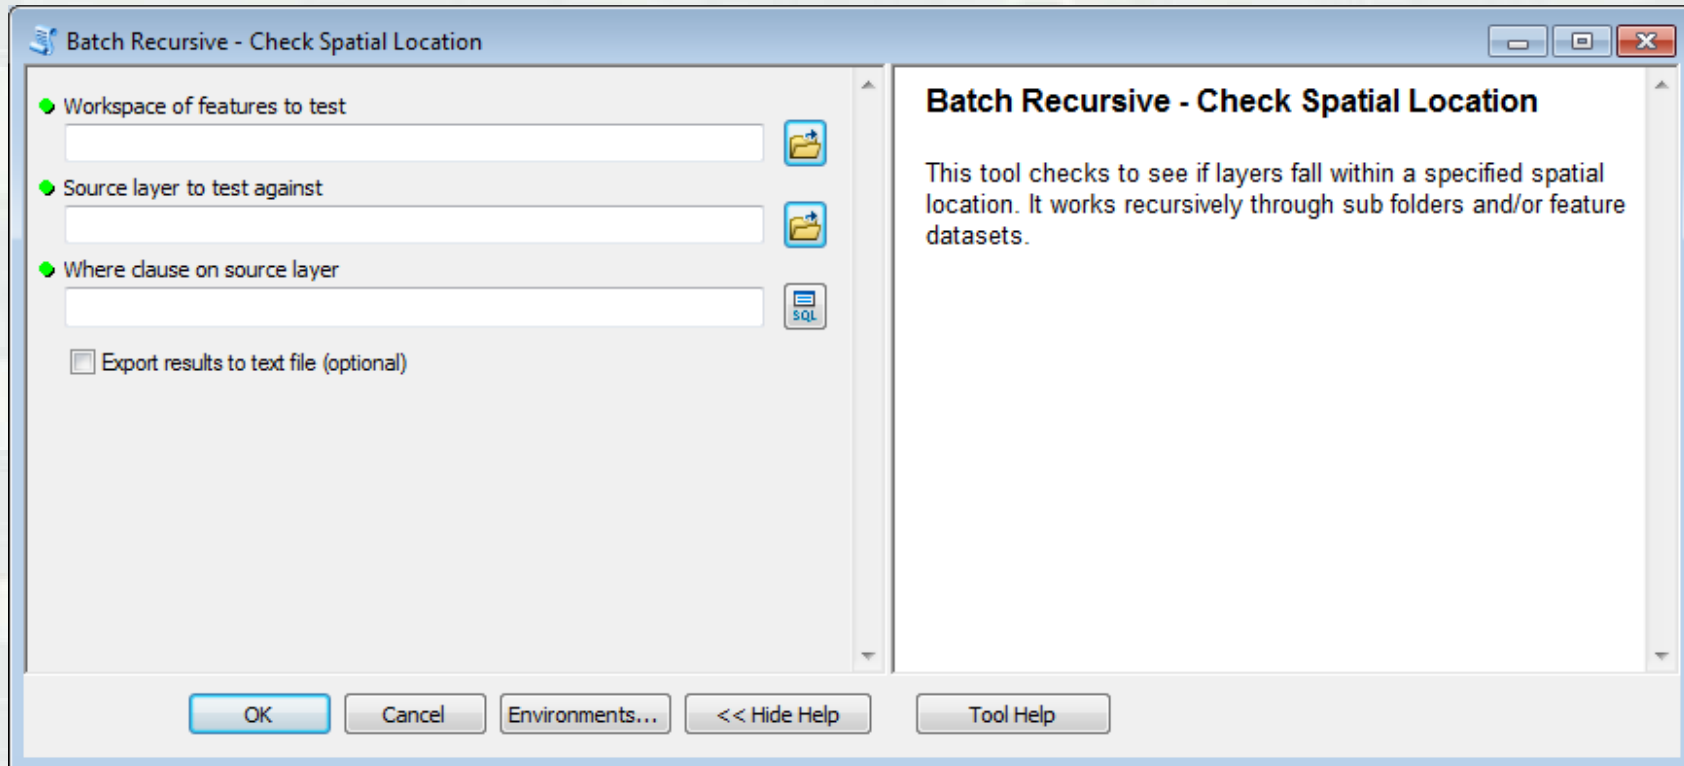 Batch Recursive - Check Spatial Location
Workspace of features to test
Source layer to test against
Where clause on source layer
SQL
Export results to text file (optional)
Batch Recursive - Check Spatial Location
This tool checks to see if layers fall within a specified spatial
location. It works recursively through sub folders and/or feature
datasets.
OK
Cancel
Environments...
<< Hide Help
Tool Help